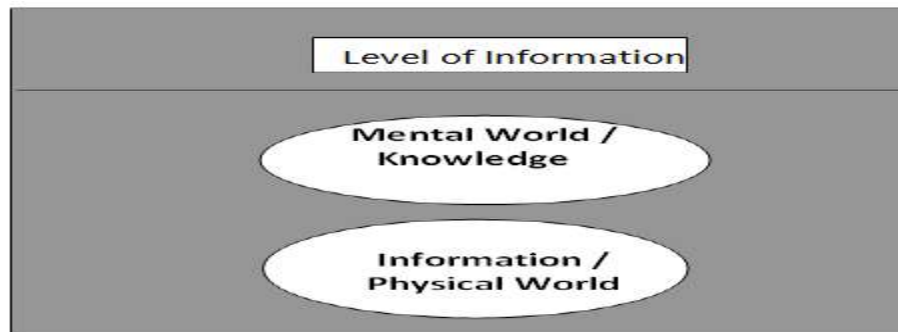 Level of Information
Mental World /
Knowledge
Information /
Physical World